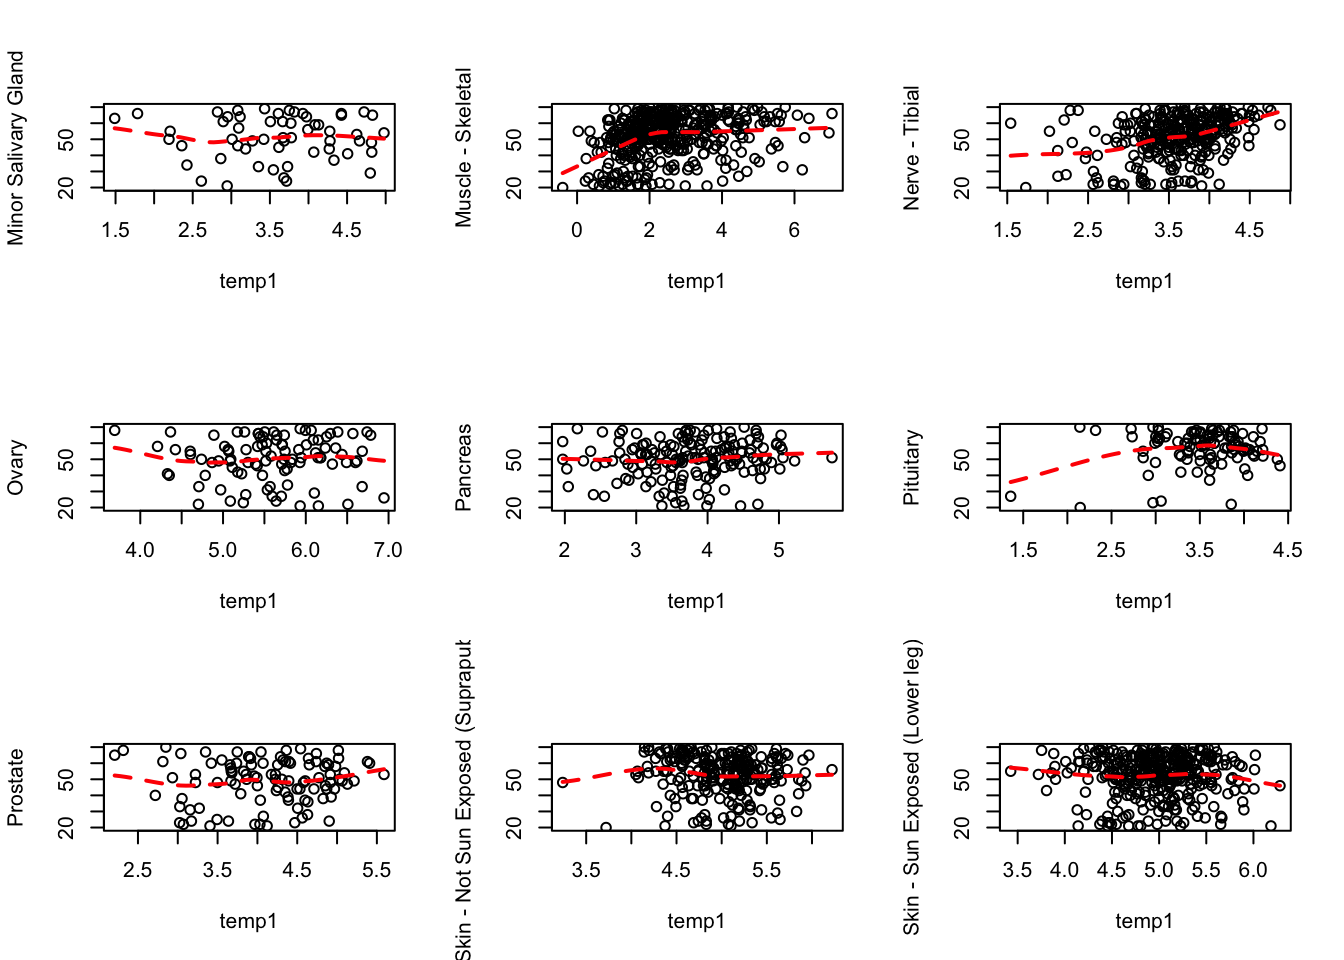 Minor Salivary Gland
20 50
1.5 2.5 3.5 4.5
temp1
Muscle - Skeletal
20 50
0 2 4 6
temp1
Nerve - Tibial
20 50
1.5 2.5 3.5 4.5
temp1
Ovary
20 50
4.0 5.0 6.0 7.0
temp1
Pancreas
20 50
2 3 4 5
temp1
Pituitary
20 50
1.5 2.5 3.5 4.5
temp1
Prostate
20 50
2.5 3.5 4.5 5.5
temp1
Skin - Not Sun Exposed (Suprapub
20 50
3.5 4.5 5.5
temp1
Skin - Sun Exposed (Lower leg)
20 50
3.5 4.0 4.5 5.0 5.5 6.0
temp1